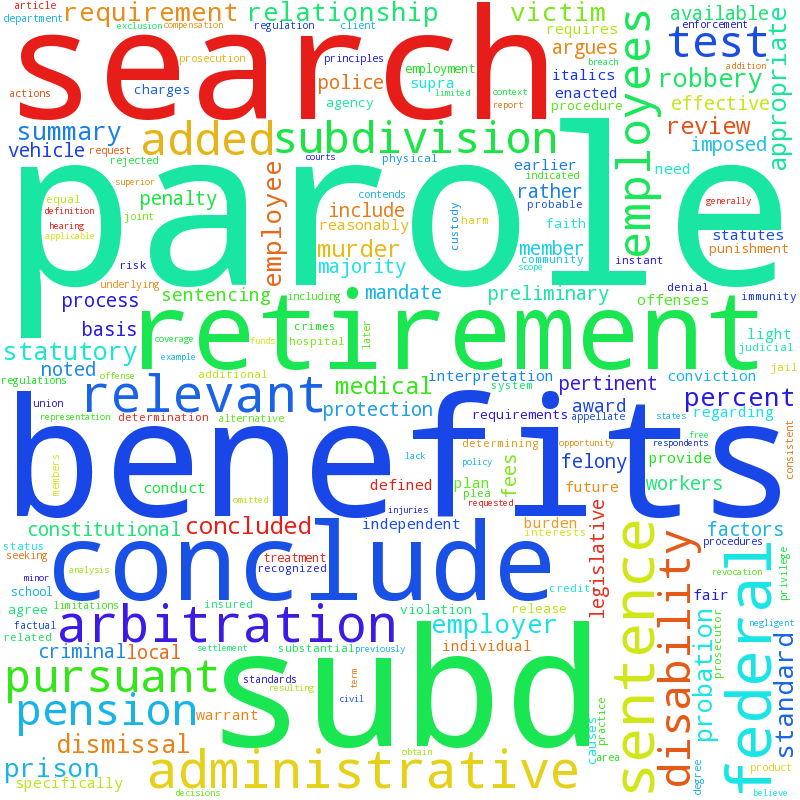 article
requirement
relationship
victim
available
enforcement
appropriate
department
exclusion
compensation
regulation
client
requires
test
search
prosecution
principles
employment
argues
breach
addition
police
supra
italics
robbery
actions
charges
agency
limited
context
report
enacted
procedure
employees
effective
summary
added
subdivision
review
vehicle
request
rejected
courts
physical
earlier
indicated
imposed
need
parole
superior
employee
contends
rather
probable
equal
definition
penalty
include
custody
harm
faith
generally
joint
reasonably
hearing
applicable
murder
member
statutes
community
instant
punishment
majority
scope
risk
denial
immunity
underlying
process
sentencing
including
mandate
preliminary
offenses
basis
retirement
crimes
light
statutory
coverage
funds
hospital
later
judicial
example
noted
additional
interpretation
pertinent
conviction
jail
regulations
offense
relevant
medical
system
percent
union
protection
requirements
award
representation
determination
alternative
appellate
states
regarding
free
benefits
determining
opportunity
respondents
consistent
members
lack
policy
felony
provide
conduct
defined
plan
plea
fees
future
workers
omitted
injuries
requested
constitutional
concluded
independent
burden
interests
factors
status
seeking
conclude
treatment
recognized
legislative
sentence
disability
federal
procedures
privilege
minor
analysis
school
credit
fair
revocation
agree
limitations
insured
violation
release
factual
arbitration
employer
probation
prosecutor
negligent
related
criminal
local
settlement
substantial
previously
individual
standard
pursuant
subd
standards
resulting
term
civil
pension
warrant
causes
practice
dismissal
obtain
area
prison
administrative
degree
product
specifically
decisions
believe